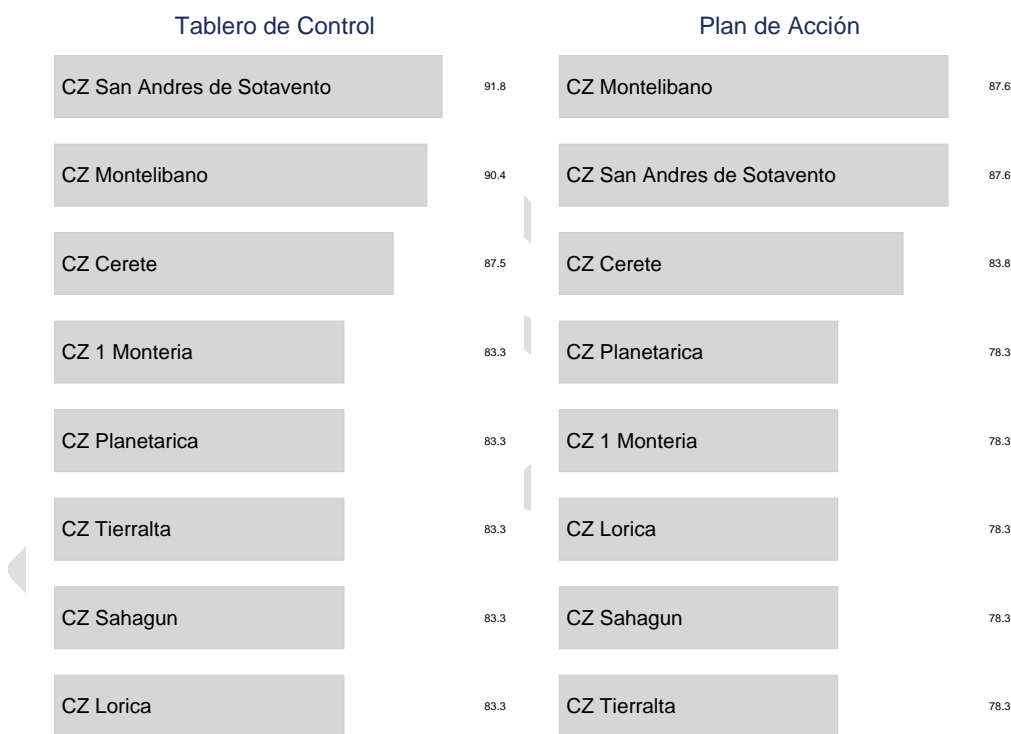 Tablero de Control
CZ San Andres de Sotavento 91.8
CZ Montelibano 90.4
CZ Cerete 87.5
CZ 1 Monteria 83.3
CZ Planetarica 83.3
CZ Tierralta 83.3
CZ Sahagun 83.3
CZ Lorica 83.3
Plan de Acción
CZ Montelibano 87.6
CZ San Andres de Sotavento 87.6
CZ Cerete 83.8
CZ Planetarica 78.3
CZ 1 Monteria 78.3
CZ Lorica 78.3
CZ Sahagun 78.3
CZ Tierralta 78.3